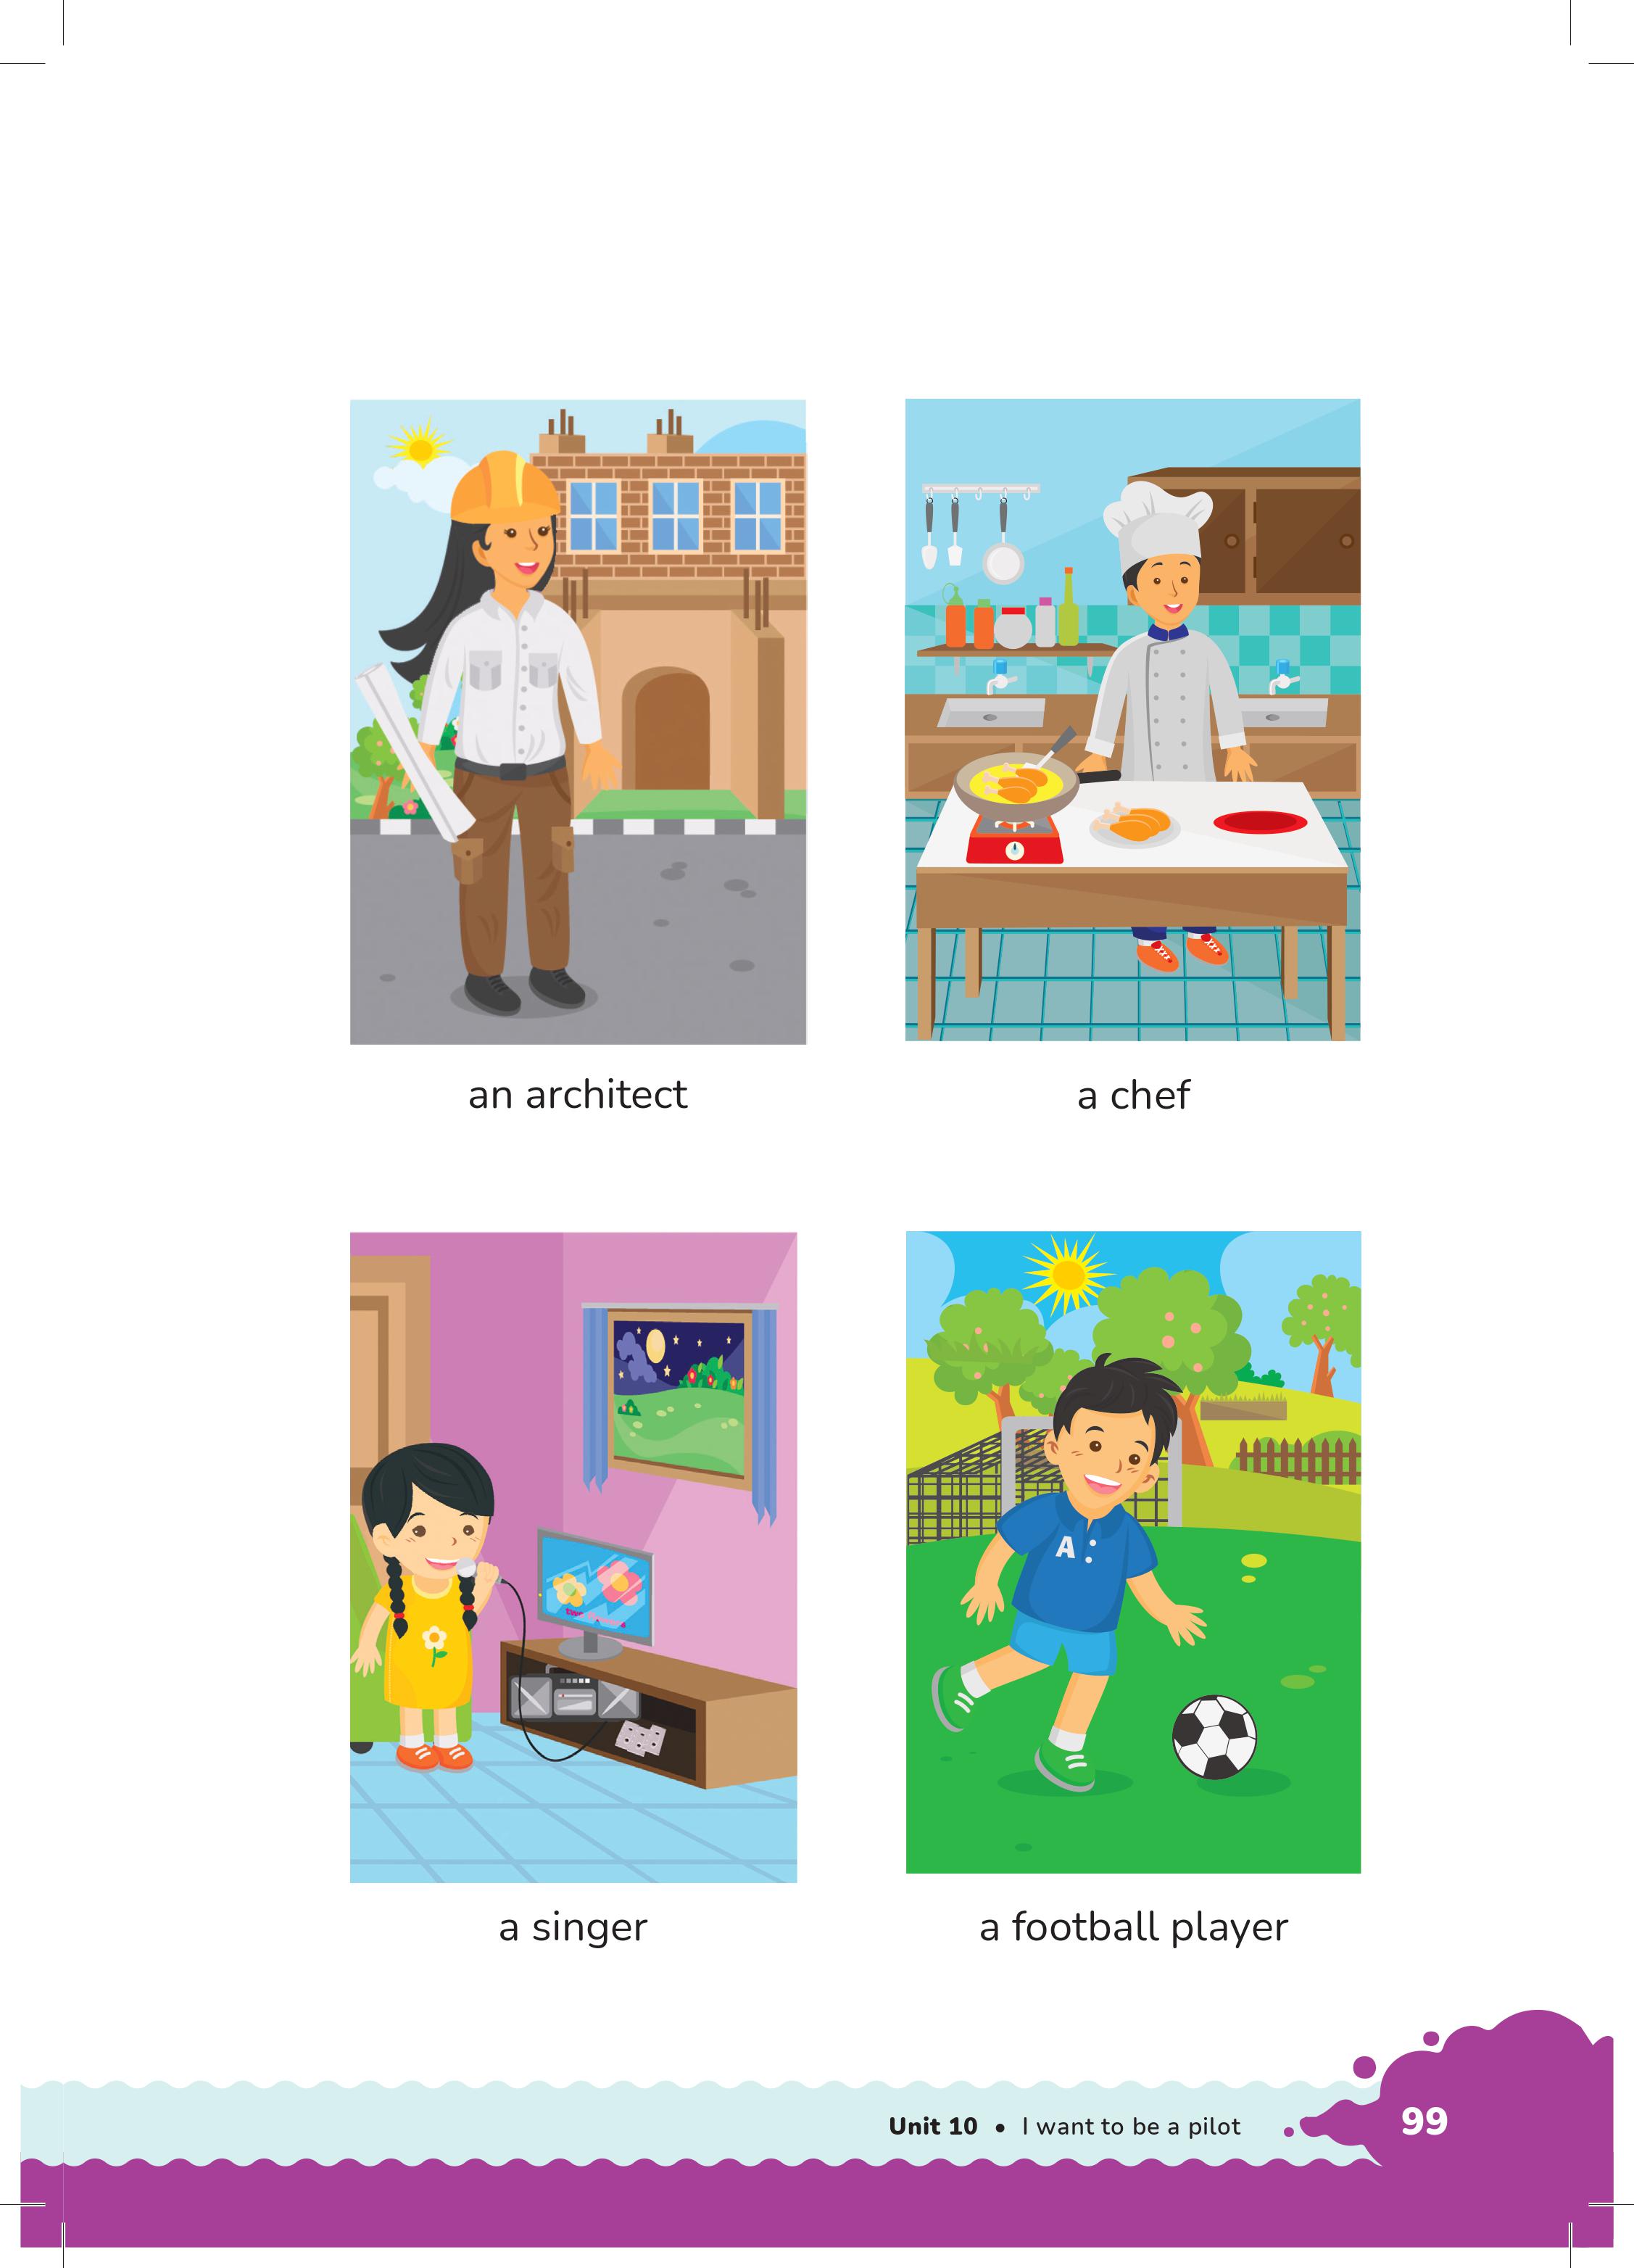 an architect
a chef
a singer
a football player
A
Unit 10 • I want to be a pilot
99